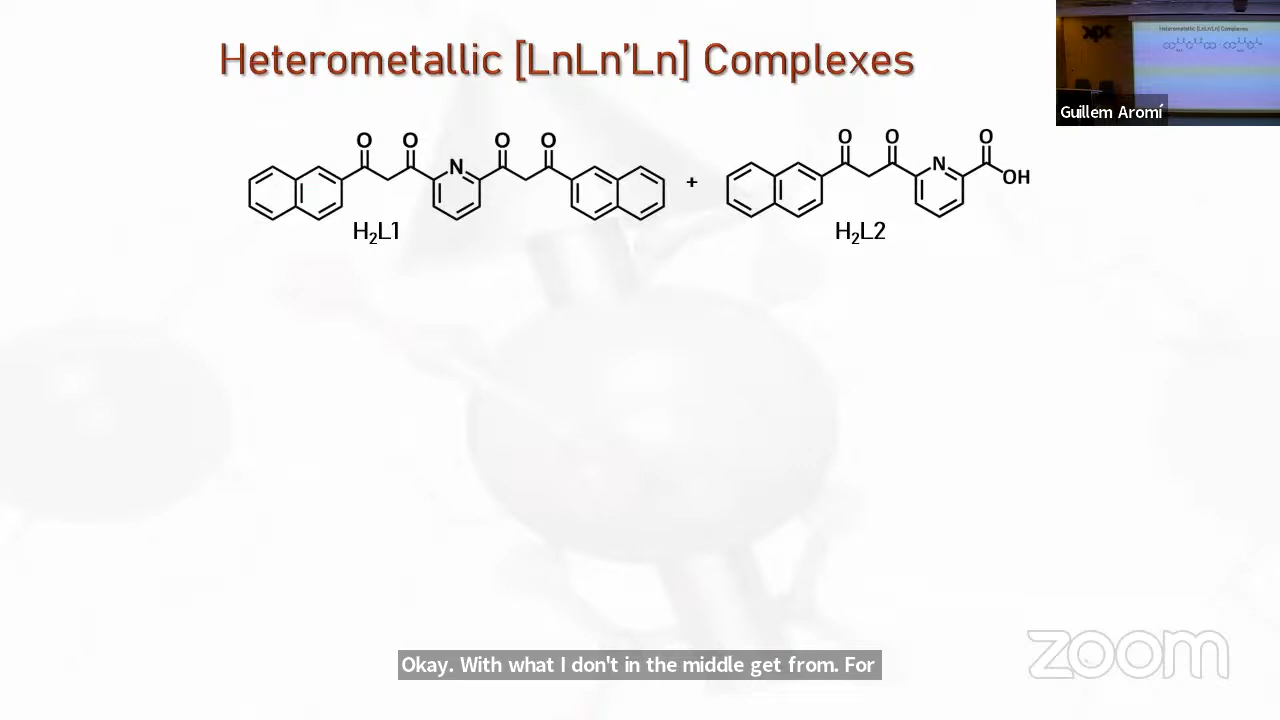 Heterometallic [LnLn'Ln] Complexes
Guillem Aromí
O O N O O
+
O O N O OH
H2L1
H2L2
Okay. With what I don't in the middle get from. For
zoom